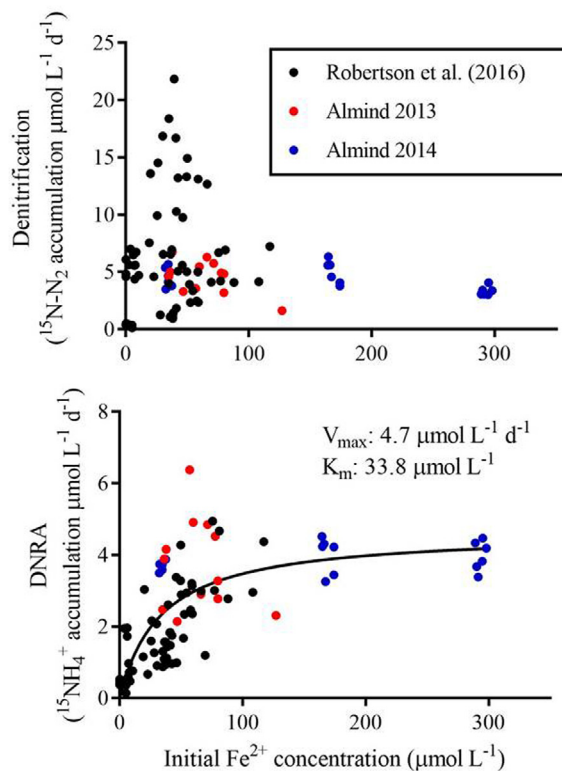 25
20
15
10
5
0
Denitrification
(¹⁵N-N₂ accumulation μmol L⁻¹ d⁻¹)
Robertson et al. (2016)
Almind 2013
Almind 2014
0 100 200 300
8
6
4
2
0
DNRA
(¹⁵NH₄⁺ accumulation μmol L⁻¹ d⁻¹)
Vₘₐₓ: 4.7 μmol L⁻¹ d⁻¹
Kₘ: 33.8 μmol L⁻¹
0 100 200 300
Initial Fe²⁺ concentration (μmol L⁻¹)